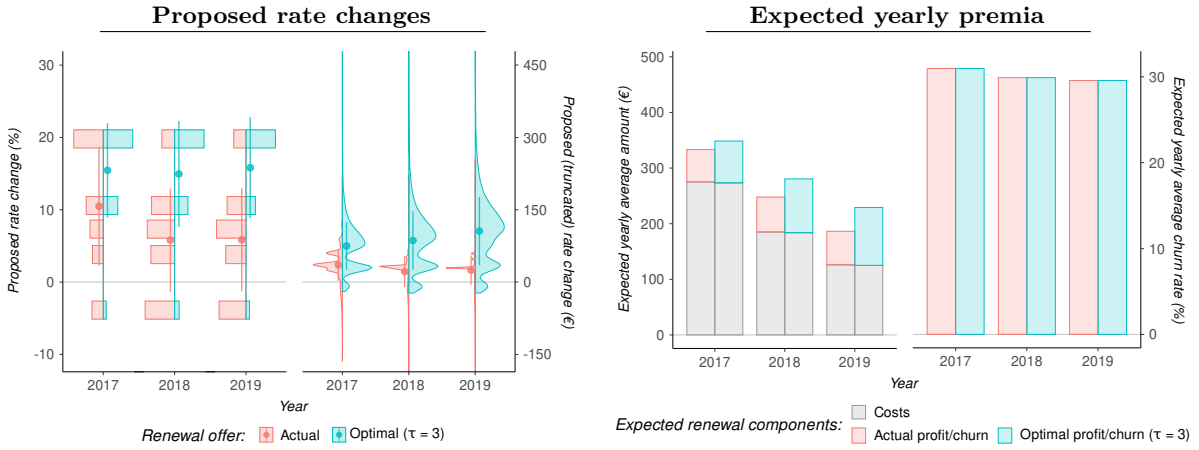 Proposed rate changes
Proposed rate change (%)
30
20
10
0
-10
2017 2018 2019
2017 2018 2019
Year
450
300
150
0
-150
Proposed (truncated) rate change (€)
Renewal offer: Actual Optimal (τ = 3)
Expected yearly premia
Expected yearly average amount (€)
500
400
300
200
100
0
2017 2018 2019
2017 2018 2019
Year
30
20
10
0
Expected yearly average churn rate (%)
Expected renewal components:
Costs
Actual profit/churn Optimal profit/churn (τ = 3)